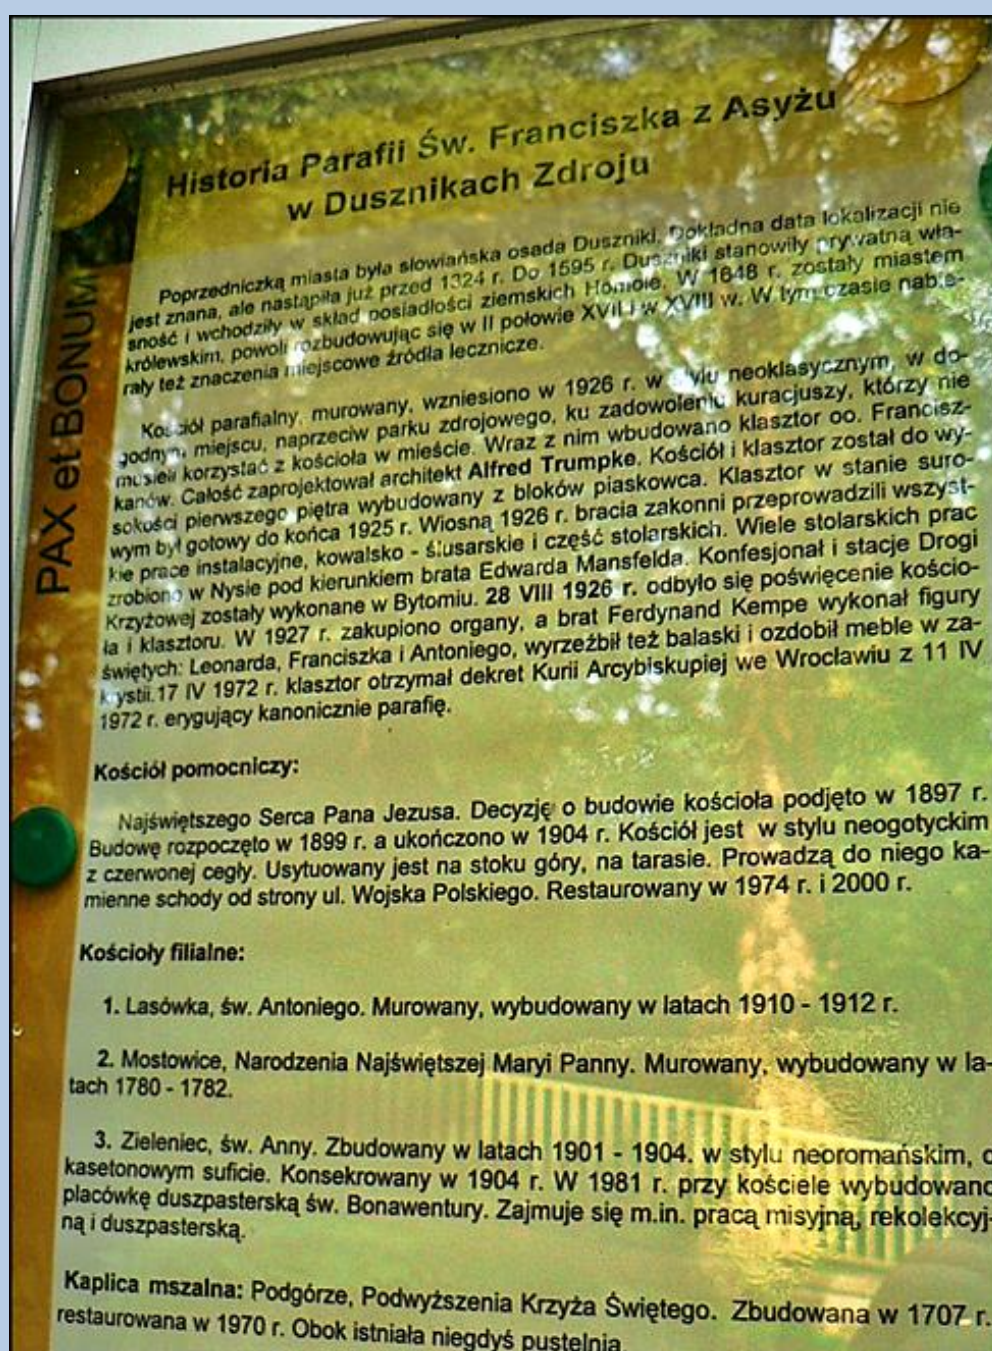 PAX et BONUM
Historia Parafii Św. Franciszka z Asyżu
w Dusznikach Zdroju
Poprzedniczką miasta była słowiańska osada Duszniki. Dokładna data lokalizacji nie
jest znana, ale nastąpiła już przed 1324 r. Do 1595 r. Duszniki stanowiły prywatną wła-
sność i wchodziły w skład posiadłości ziemskich Homole. W 1648 r. zostały miastem
królewskim, powoli rozbudowując się w II połowie XVII i w XVIII w. W tym czasie nabie-
rały też znaczenia miejscowe źródła lecznicze.
Kościół parafialny, murowany, wzniesiono w 1926 r. w stylu neoklasycznym, w do-
godnym miejscu, naprzeciw parku zdrojowego, ku zadowoleniu kuracjuszy, którzy nie
musieli korzystać z kościoła w mieście. Wraz z nim wbudowano klasztor oo. Francisz-
kanów. Całość zaprojektował architekt Alfred Trumpke. Kościół i klasztor został do wy-
sokości pierwszego piętra wybudowany z bloków piaskowca. Klasztor w stanie suro-
wym był gotowy do końca 1925 r. Wiosną 1926 r. bracia zakonni przeprowadzili wszyst-
kie prace instalacyjne, kowalsko - ślusarskie i część stolarskich. Wiele stolarskich prac
zrobiono w Nysie pod kierunkiem brata Edwarda Mansfelda. Konfesjonał i stacje Drogi
Krzyżowej zostały wykonane w Bytomiu. 28 VIII 1926 r. odbyło się poświęcenie kościo-
ła i klasztoru. W 1927 r. zakupiono organy, a brat Ferdynand Kempe wykonał figury
świętych: Leonarda, Franciszka i Antoniego, wyrzeźbił też balaski i ozdobił meble w za-
krystii. 17 IV 1972 r. klasztor otrzymał dekret Kurii Arcybiskupiej we Wrocławiu z 11 IV
1972 r. erygujący kanonicznie parafię.
Kościół pomocniczy:
Najświętszego Serca Pana Jezusa. Decyzję o budowie kościoła podjęto w 1897 r.
Budowę rozpoczęto w 1899 r. a ukończono w 1904 r. Kościół jest w stylu neogotyckim
z czerwonej cegły. Usytuowany jest na stoku góry, na tarasie. Prowadzą do niego ka-
mienne schody od strony ul. Wojska Polskiego. Restaurowany w 1974 r. i 2000 r.
Kościoły filialne:
1. Lasówka, św. Antoniego. Murowany, wybudowany w latach 1910 - 1912 r.
2. Mostowice, Narodzenia Najświętszej Maryi Panny. Murowany, wybudowany w la-
tach 1780 - 1782.
3. Zieleniec, św. Anny. Zbudowany w latach 1901 - 1904. w stylu neoromańskim, o
kasetonowym suficie. Konsekrowany w 1904 r. W 1981 r. przy kościele wybudowano
placówkę duszpasterską św. Bonawentury. Zajmuje się m.in. pracą misyjną, rekolekcyj-
ną i duszpasterską.
Kaplica mszalna: Podgórze, Podwyższenia Krzyża Świętego. Zbudowana w 1707 r.
restaurowana w 1970 r. Obok istniała niegdyś pustelnia.